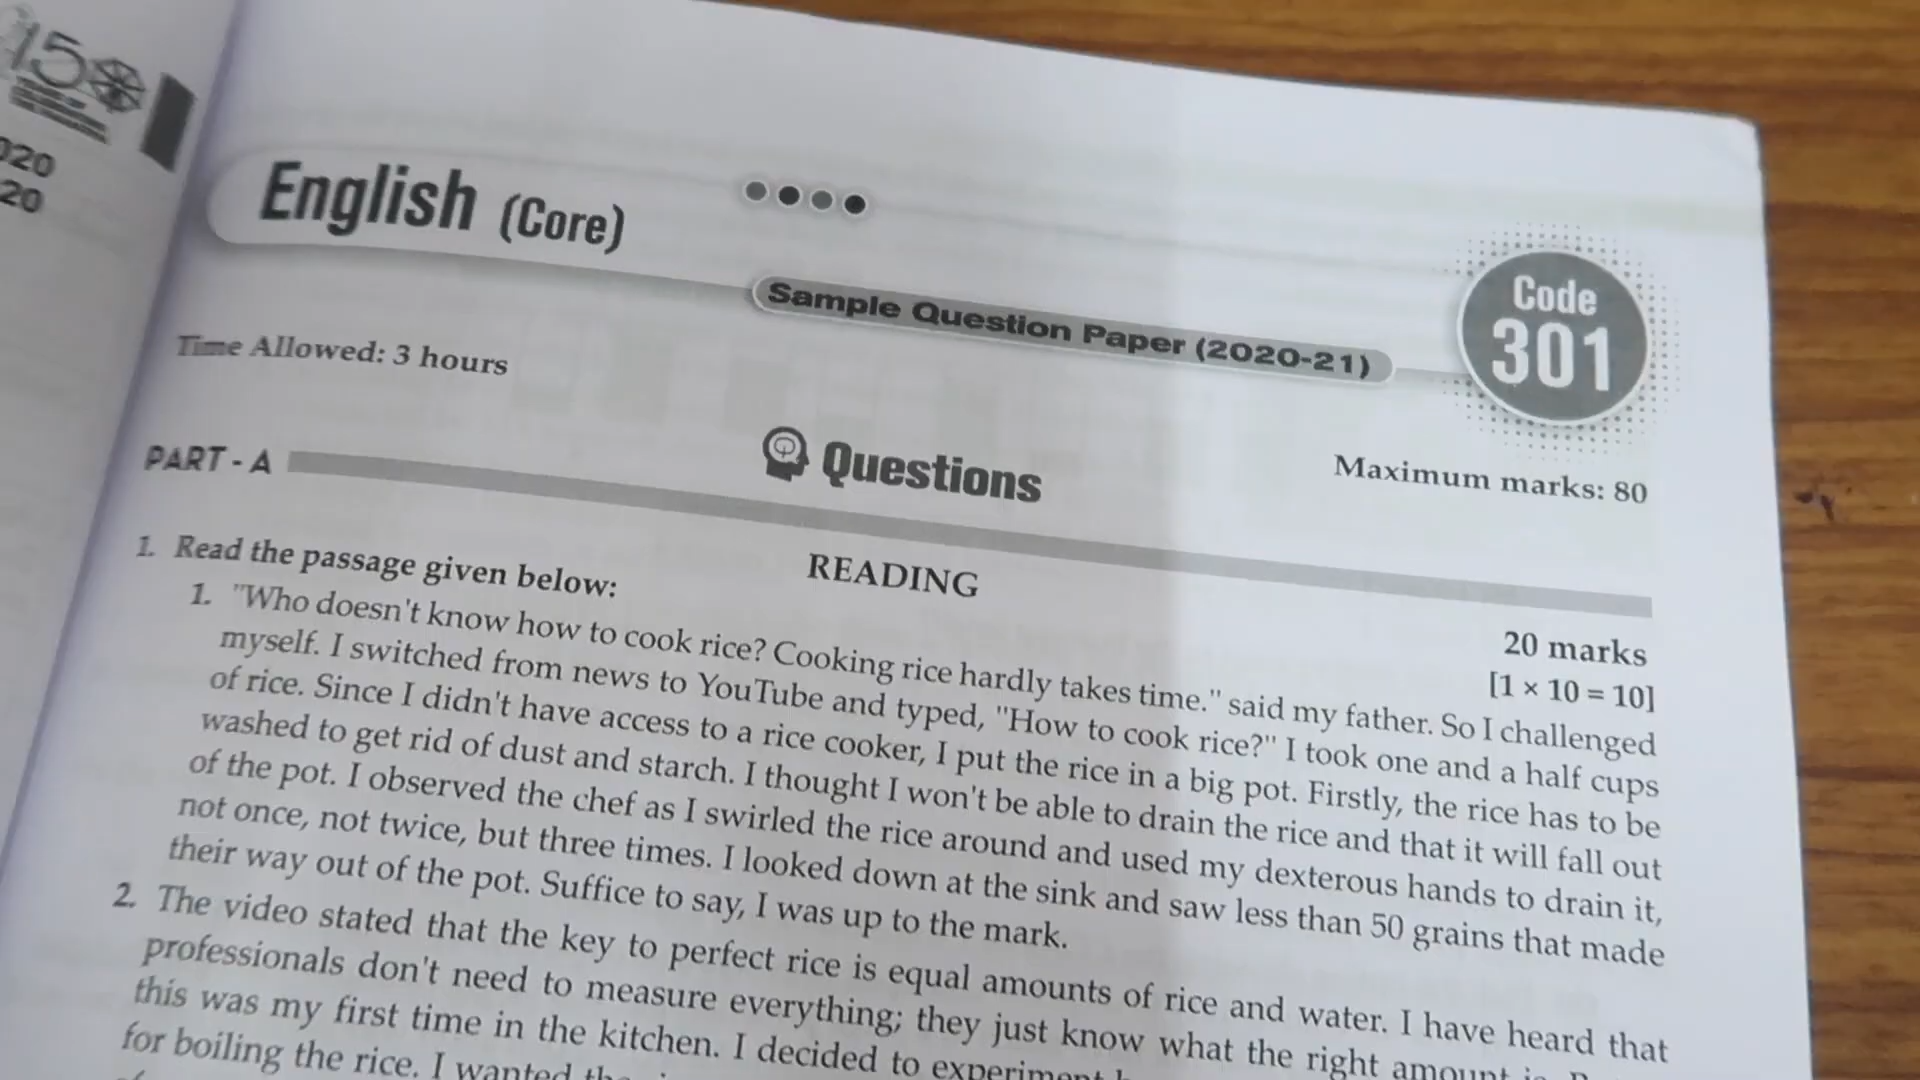 150
020
20
English (Core)
Sample Question Paper (2020-21)
Code
301
Time Allowed: 3 hours
Maximum marks: 80
Questions
PART - A
READING
20 marks
1. Read the passage given below:
[1 × 10 = 10]
1. "Who doesn't know how to cook rice? Cooking rice hardly takes time." said my father. So I challenged
myself. I switched from news to YouTube and typed, "How to cook rice?" I took one and a half cups
of rice. Since I didn't have access to a rice cooker, I put the rice in a big pot. Firstly, the rice has to be
washed to get rid of dust and starch. I thought I won't be able to drain the rice and that it will fall out
of the pot. I observed the chef as I swirled the rice around and used my dexterous hands to drain it,
not once, not twice, but three times. I looked down at the sink and saw less than 50 grains that made
their way out of the pot. Suffice to say, I was up to the mark.
2. The video stated that the key to perfect rice is equal amounts of rice and water. I have heard that
professionals don't need to measure everything; they just know what the right amount is.
this was my first time in the kitchen. I decided to experiment
for boiling the rice. I wanted the